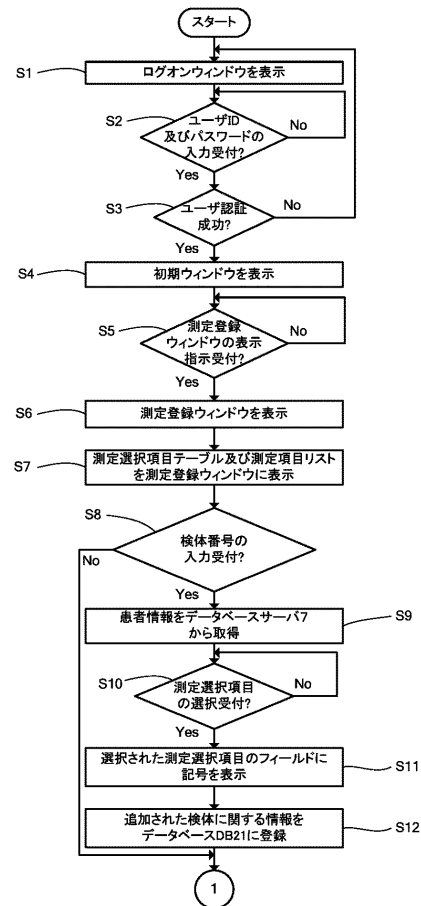 スタート
S1
ログオンウィンドウを表示
S2
ユーザID
及びパスワードの
入力受付?
No
Yes
S3
ユーザ認証
成功?
No
Yes
S4
初期ウィンドウを表示
S5
測定登録
ウィンドウの表示
指示受付?
No
Yes
S6
測定登録ウィンドウを表示
S7
測定選択項目テーブル及び測定項目リスト
を測定登録ウィンドウに表示
S8
検体番号の
入力受付?
No
Yes
患者情報をデータベースサーバ7
から取得
S9
S10
測定選択項目
の選択受付?
No
Yes
選択された測定選択項目のフィールドに
記号を表示
S11
追加された検体に関する情報を
データベースDB21に登録
S12
1